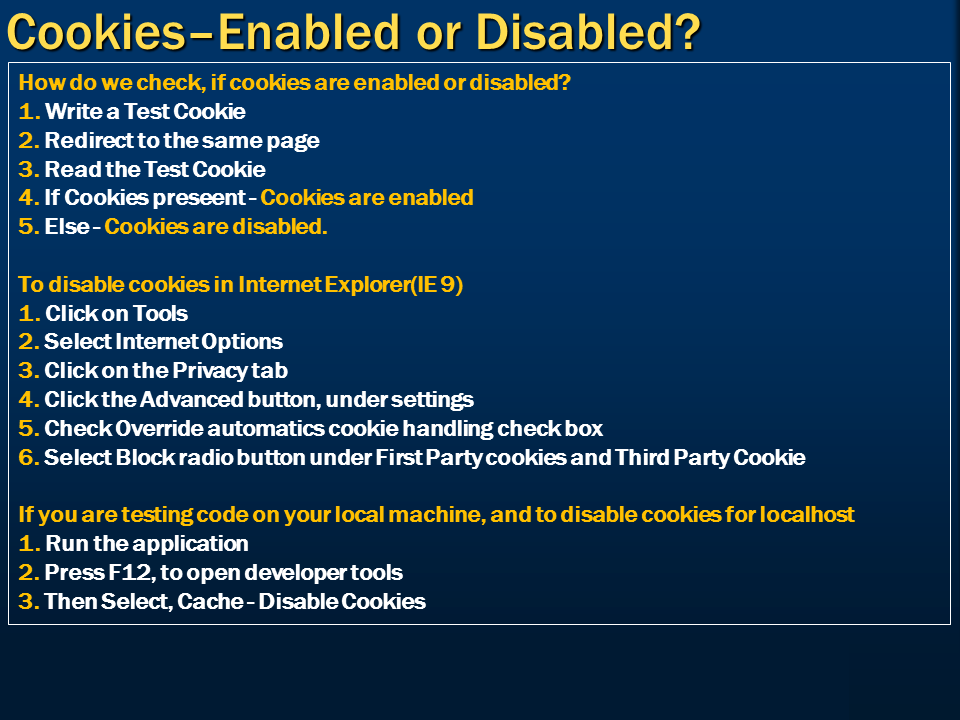 Cookies–Enabled or Disabled?
How do we check, if cookies are enabled or disabled?
1. Write a Test Cookie
2. Redirect to the same page
3. Read the Test Cookie
4. If Cookies preseent - Cookies are enabled
5. Else - Cookies are disabled.
To disable cookies in Internet Explorer(IE 9)
1. Click on Tools
2. Select Internet Options
3. Click on the Privacy tab
4. Click the Advanced button, under settings
5. Check Override automatics cookie handling check box
6. Select Block radio button under First Party cookies and Third Party Cookie
If you are testing code on your local machine, and to disable cookies for localhost
1. Run the application
2. Press F12, to open developer tools
3. Then Select, Cache - Disable Cookies